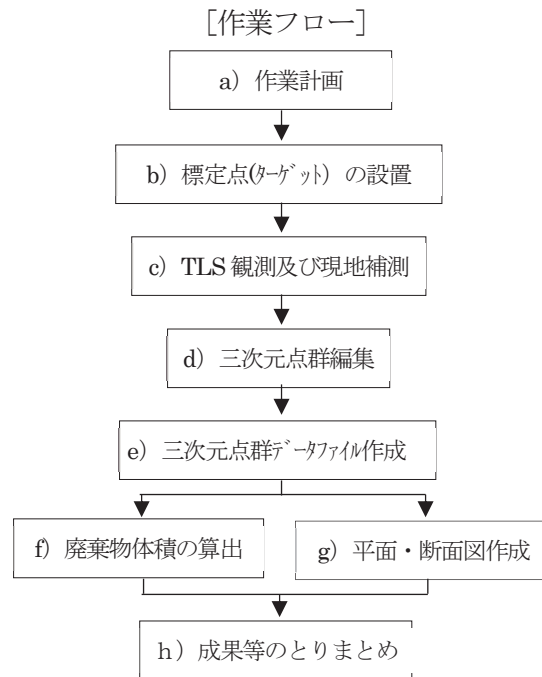 ［作業フロー］
a）作業計画
b）標定点(ﾀｰｹﾞｯﾄ）の設置
c）TLS 観測及び現地補測
d）三次元点群編集
e）三次元点群ﾃﾞｰﾀﾌｧｲﾙ作成
f）廃棄物体積の算出
g）平面・断面図作成
h）成果等のとりまとめ